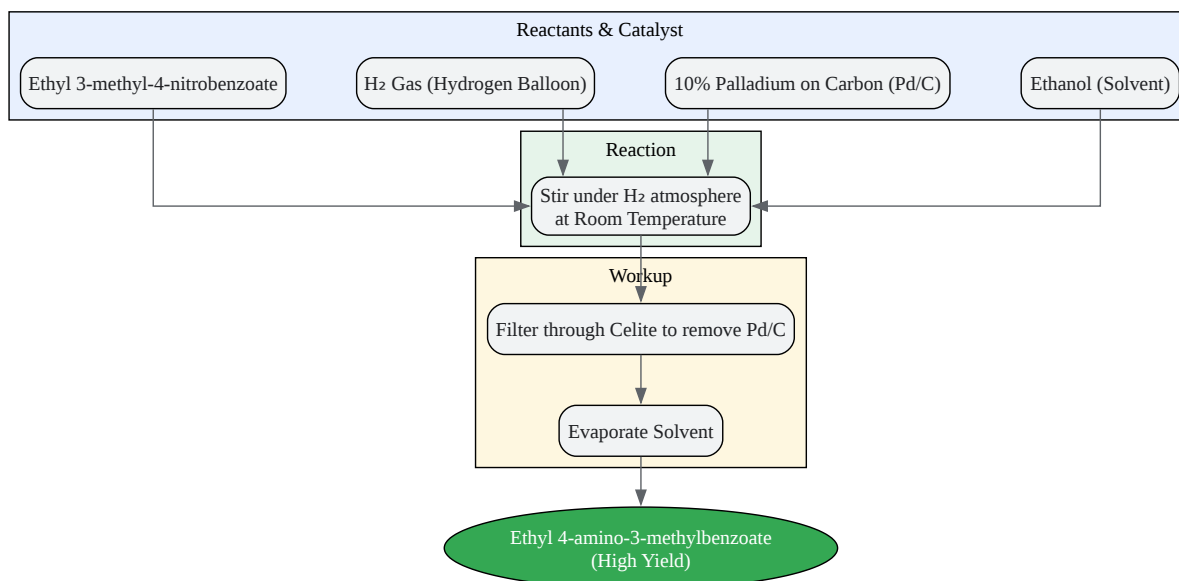 Reactants & Catalyst
Ethyl 3-methyl-4-nitrobenzoate
H₂ Gas (Hydrogen Balloon)
10% Palladium on Carbon (Pd/C)
Ethanol (Solvent)
Reaction
Stir under H₂ atmosphere
at Room Temperature
Workup
Filter through Celite to remove Pd/C
Evaporate Solvent
Ethyl 4-amino-3-methylbenzoate
(High Yield)